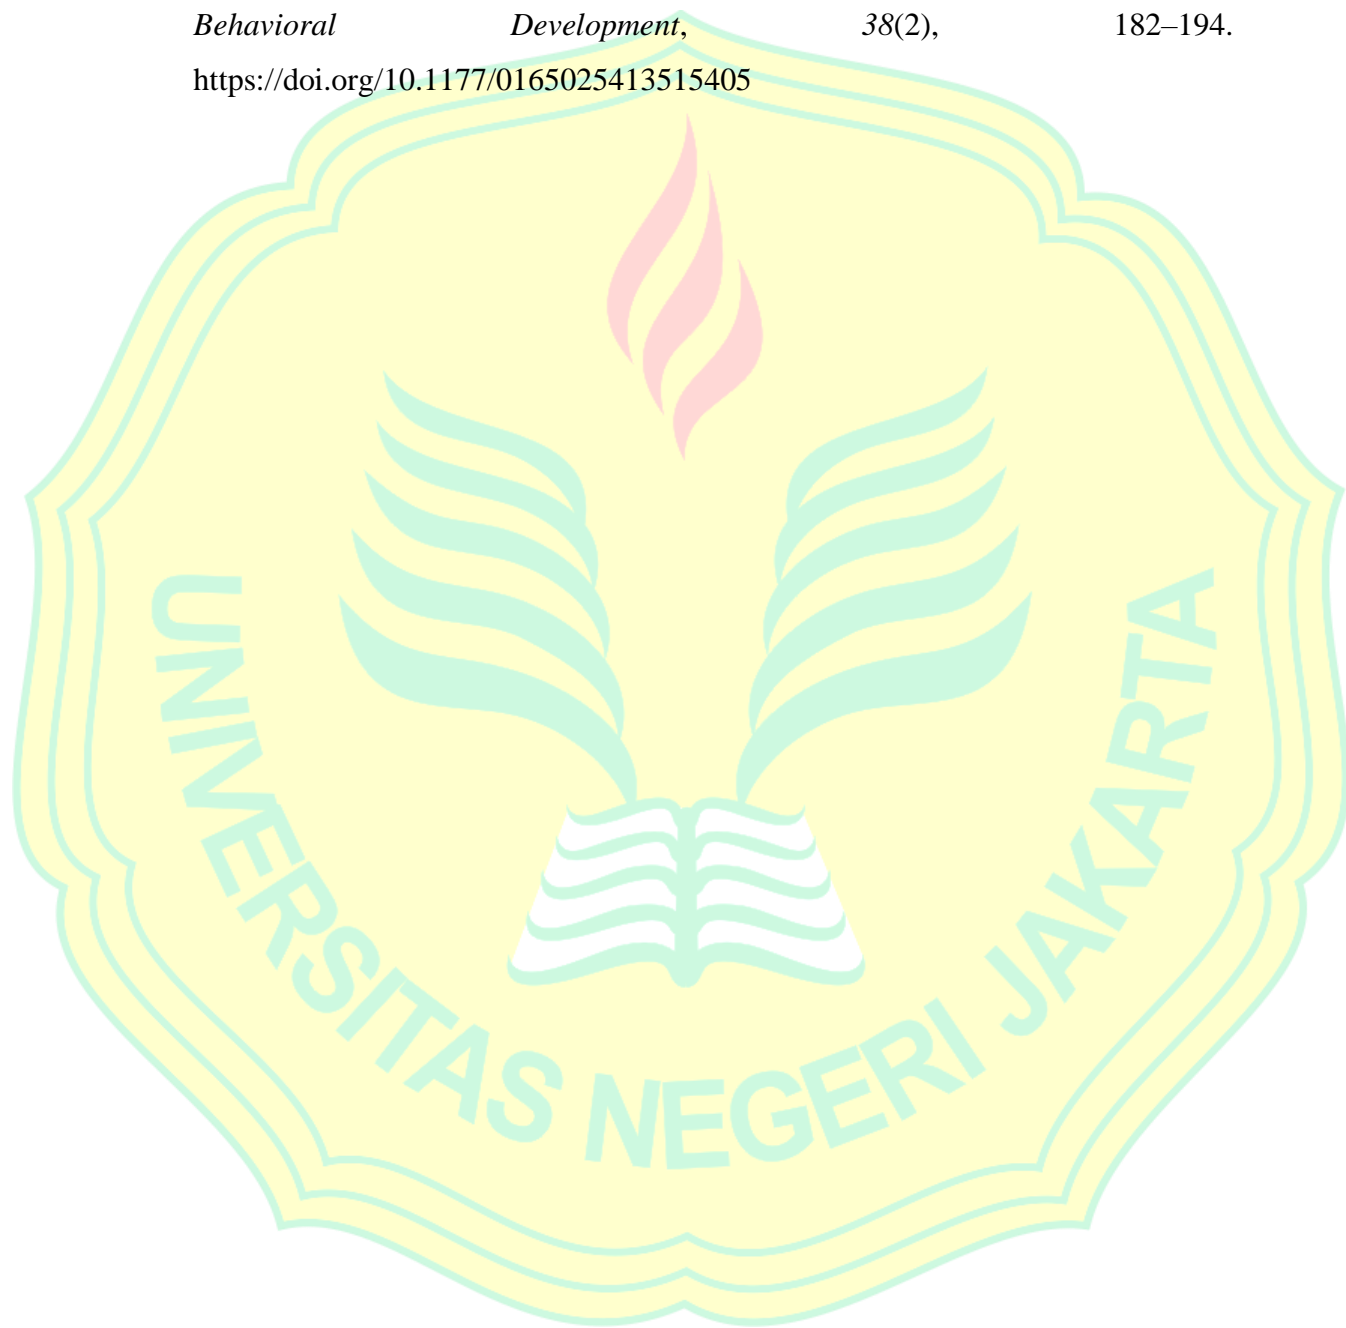 Behavioral Development, 38(2), 182–194.
https://doi.org/10.1177/0165025413515405
UNIVERSITAS NEGERI JAKARTA